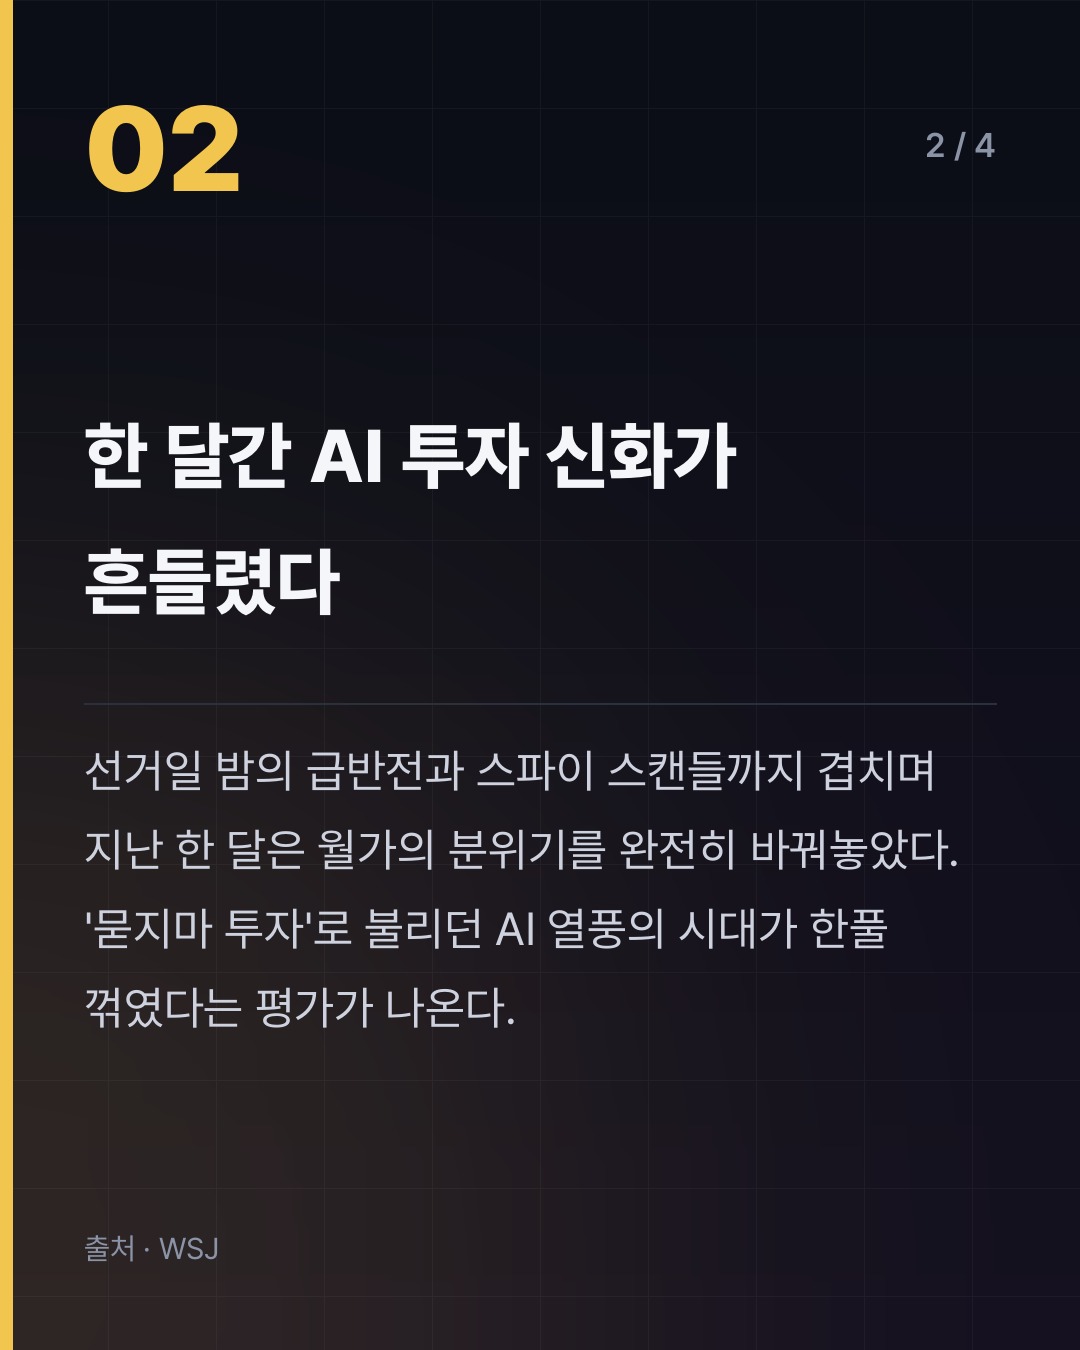 02
2 / 4
한 달간 AI 투자 신화가
흔들렸다
선거일 밤의 급반전과 스파이 스캔들까지 겹치며
지난 한 달은 월가의 분위기를 완전히 바꿔놓았다.
'묻지마 투자'로 불리던 AI 열풍의 시대가 한풀
꺾였다는 평가가 나온다.
출처 · WSJ